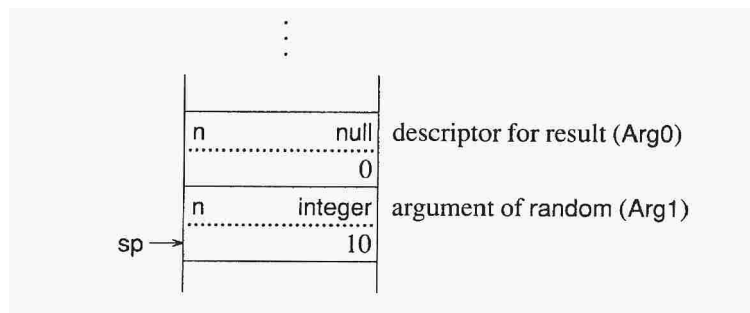 n null descriptor for result (Arg0)
0
n integer argument of random (Arg1)
sp 10